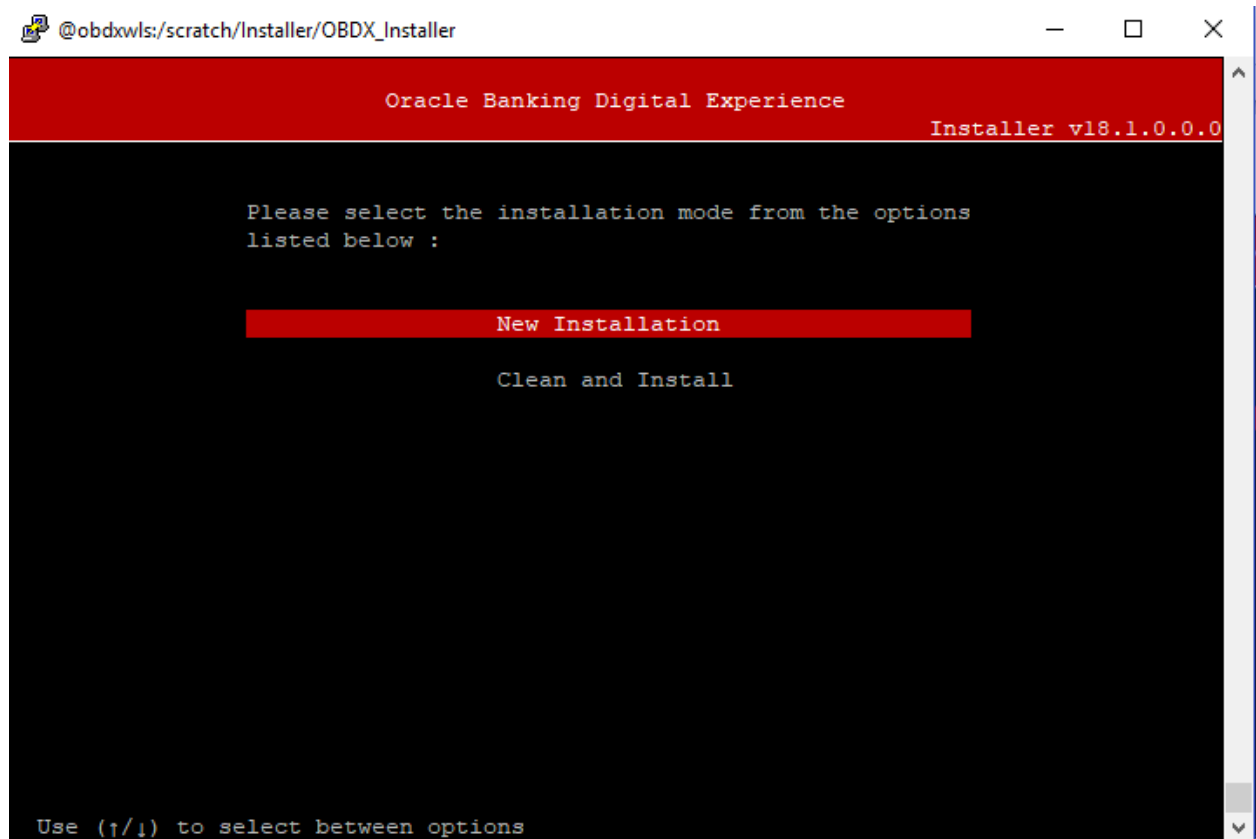 @obdxwls:/scratch/Installer/OBDX_Installer
Oracle Banking Digital Experience
Installer v18.1.0.0.0
Please select the installation mode from the options
listed below :
New Installation
Clean and Install
Use (↑/↓) to select between options